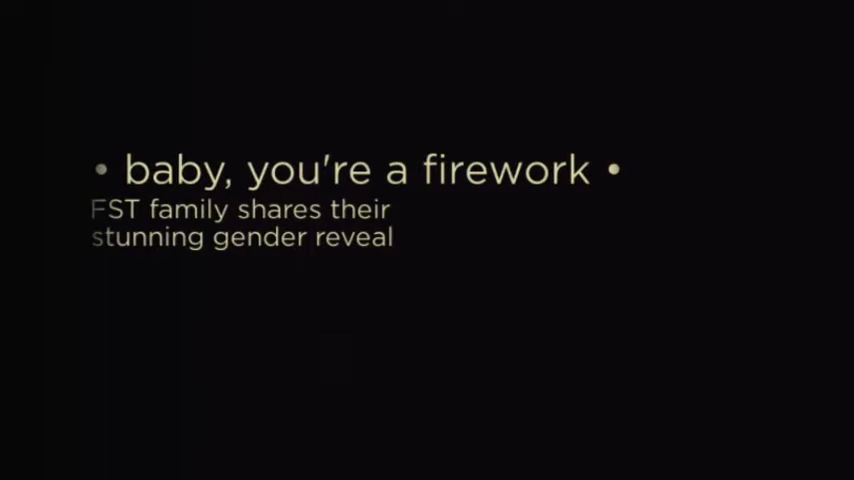 • baby, you're a firework •
FST family shares their
stunning gender reveal